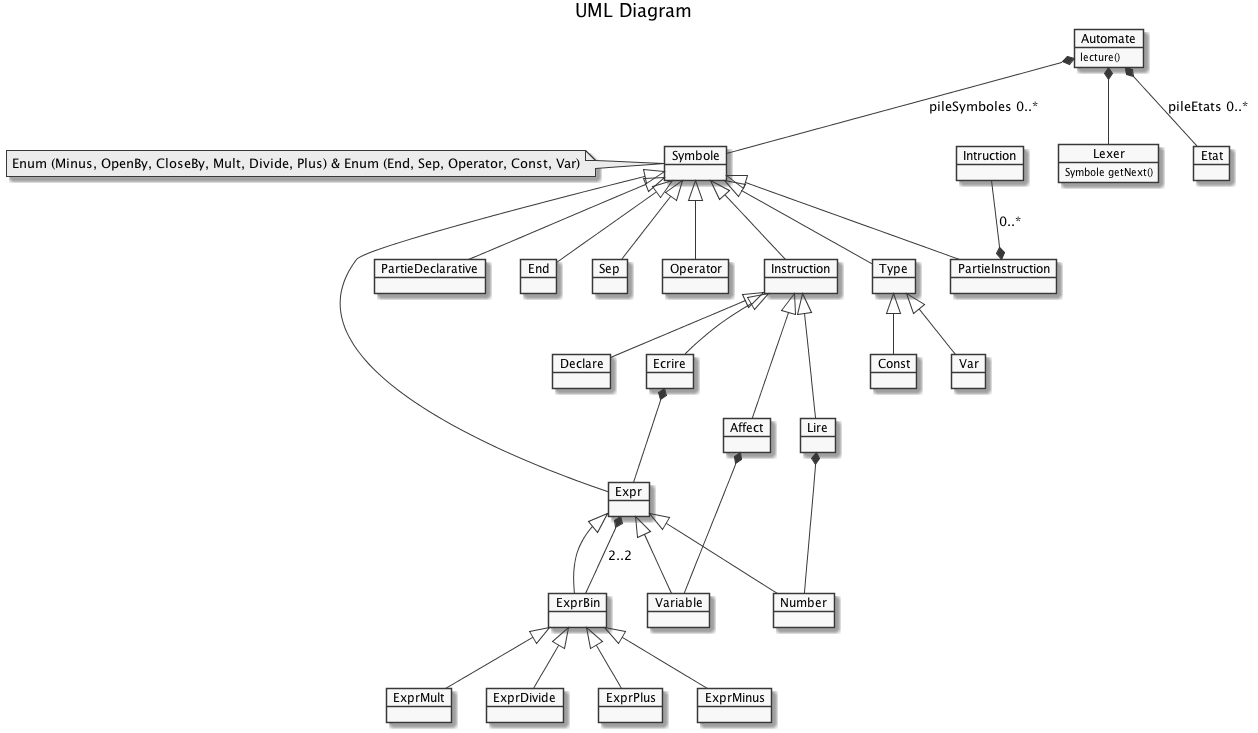 UML Diagram
Automate
lecture()
pileSymboles 0..*
pileEtats 0..*
Enum (Minus, OpenBy, CloseBy, Mult, Divide, Plus) & Enum (End, Sep, Operator, Const, Var)
Symbole
Intruction
Lexer
Symbole getNext()
Etat
0..*
PartieDeclarative
End
Sep
Operator
Instruction
Type
PartieInstruction
Declare
Ecrire
Const
Var
Affect
Lire
Expr
2..2
ExprBin
Variable
Number
ExprMult
ExprDivide
ExprPlus
ExprMinus